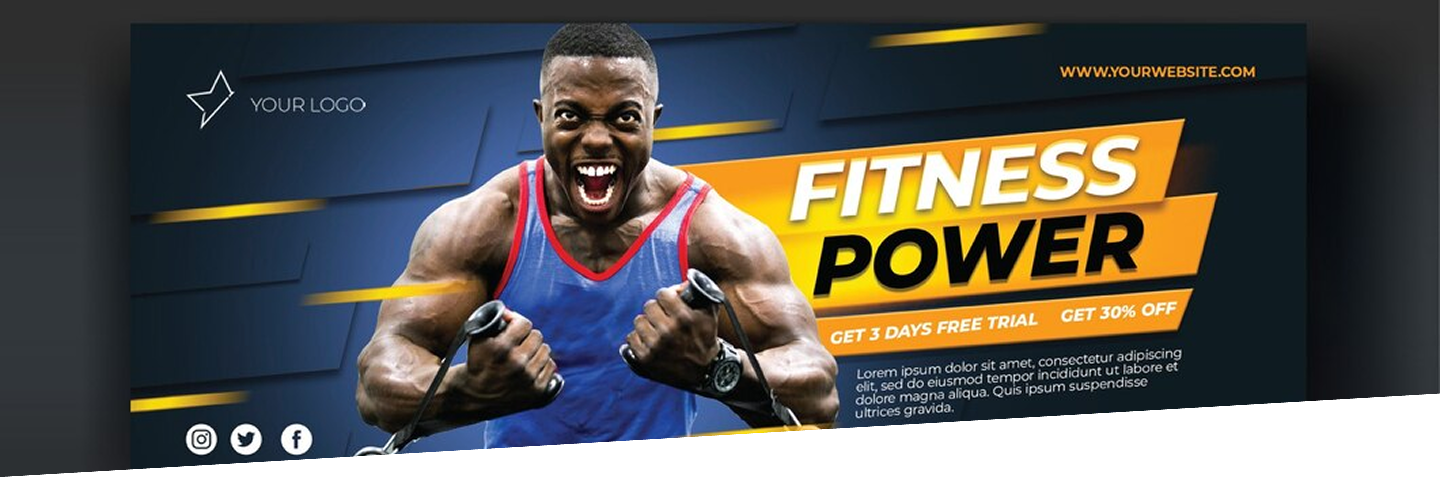 YOUR LOGO
WWW.YOURWEBSITE.COM
FITNESS
POWER
GET 3 DAYS FREE TRIAL GET 30% OFF
Lorem ipsum dolor sit amet, consectetur adipiscing
elit, sed do eiusmod tempor incididunt ut labore et
dolore magna aliqua. Quis ipsum suspendisse
ultrices gravida.